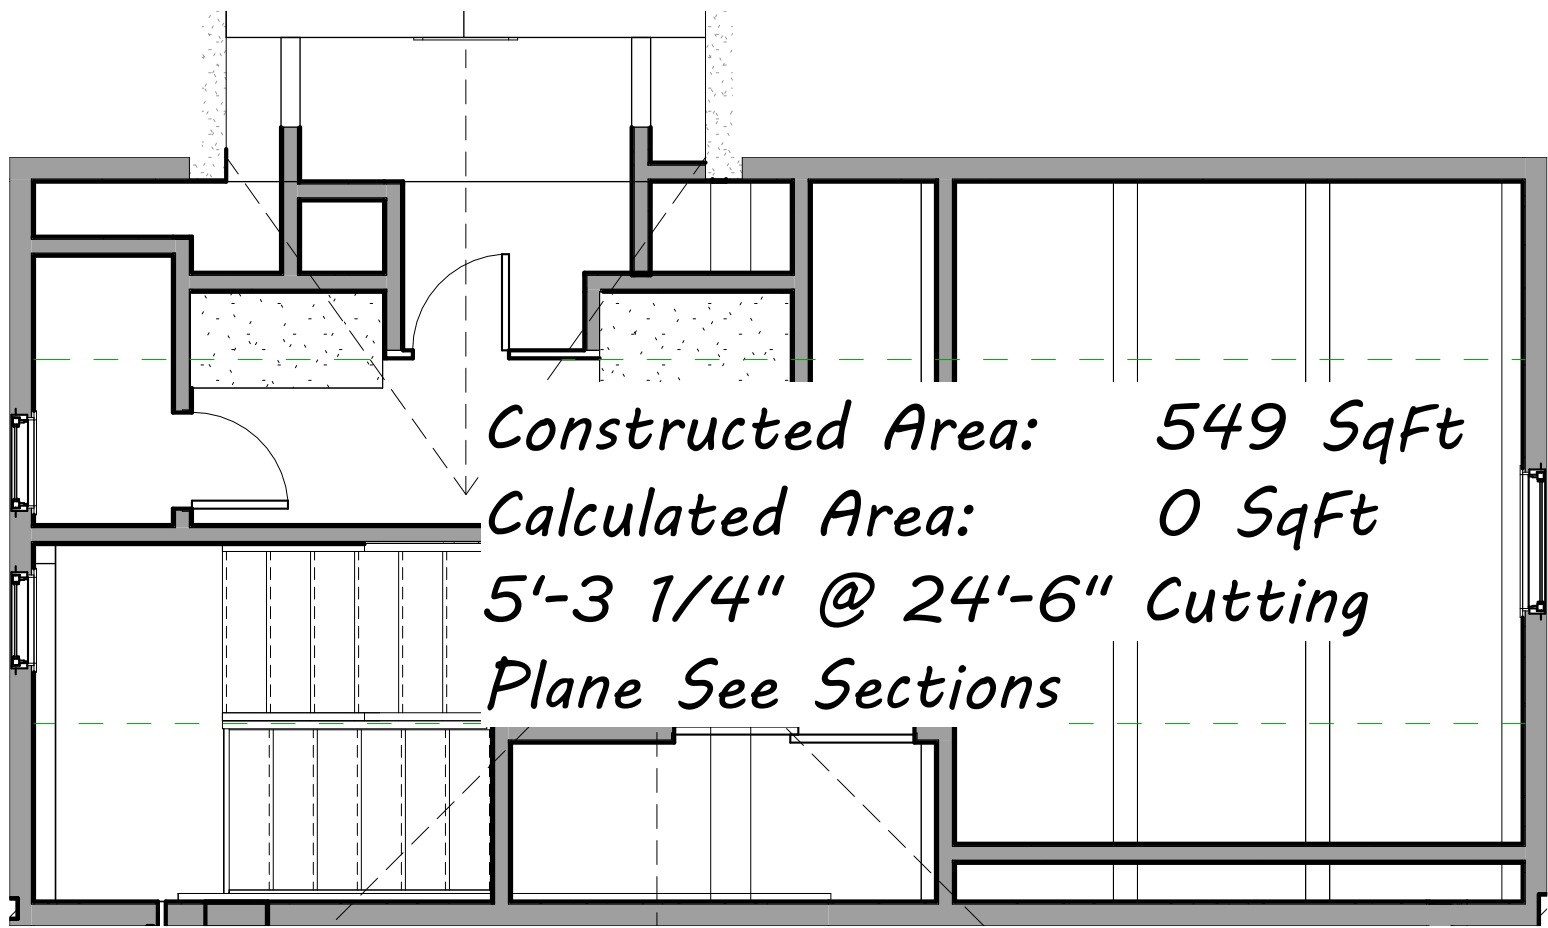 Constructed Area: 549 SqFt
Calculated Area: 0 SqFt
5'-3 1/4" @ 24'-6" Cutting
Plane See Sections